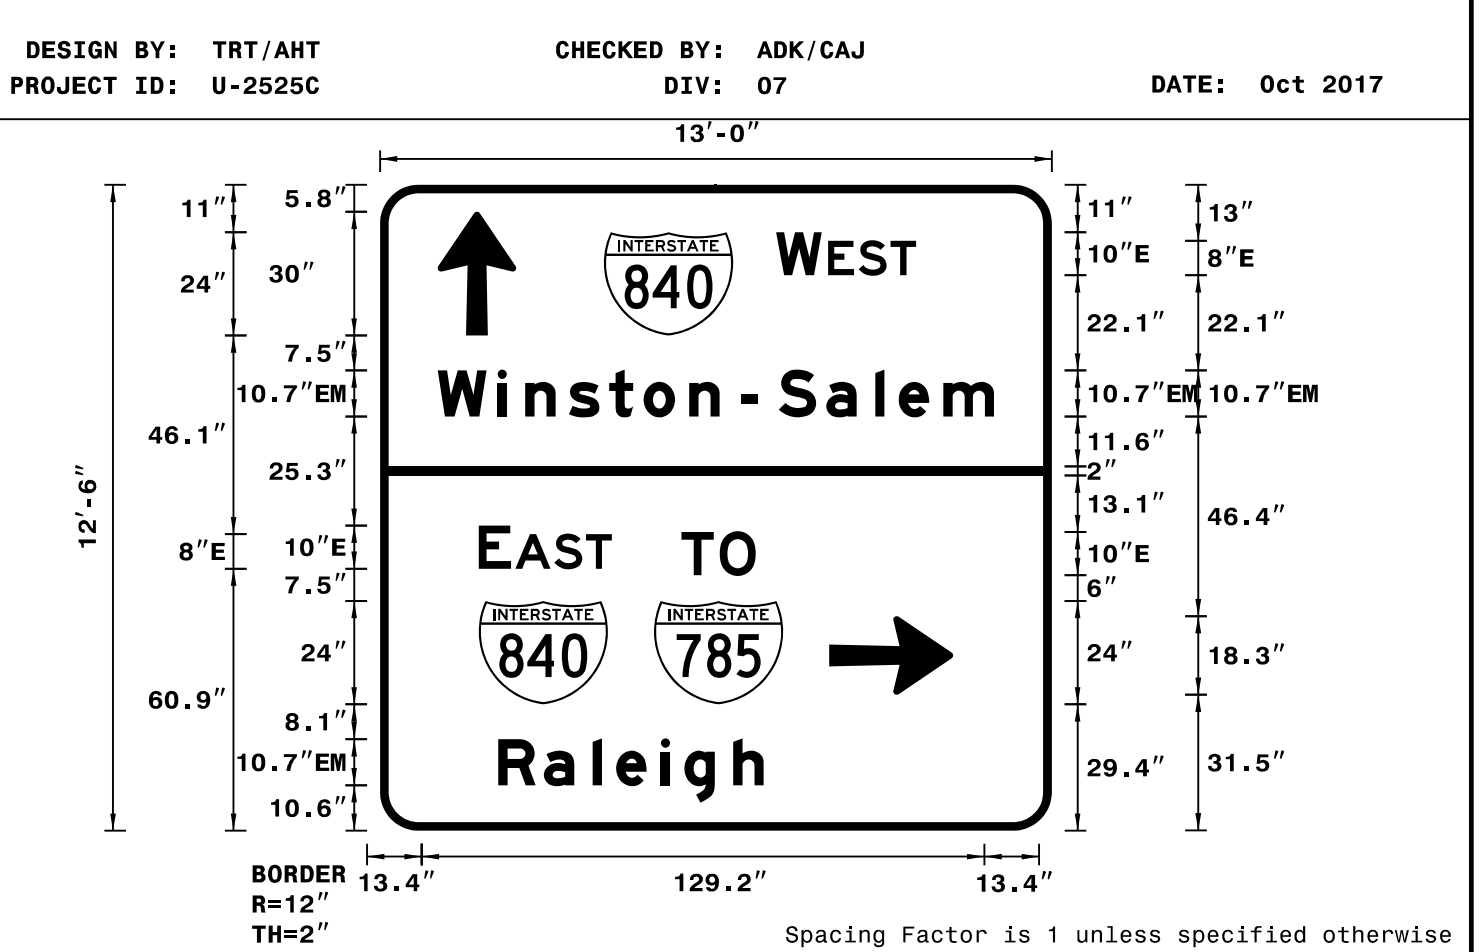 DESIGN BY: TRT/AHT CHECKED BY: ADK/CAJ
PROJECT ID: U-2525C DIV: 07 DATE: Oct 2017
13′-0″
5.8″
11″
11″
13″
WEST
INTERSTATE
10″E
8″E
30″
24″
840
22.1″
22.1″
7.5″
10.7″EM
Winston-Salem
10.7″EM
10.7″EM
46.1″
11.6″
25.3″
2″
12′-6″
13.1″
46.4″
8″E
10″E
EAST TO
10″E
7.5″
6″
INTERSTATE INTERSTATE
24″
840 785
24″
18.3″
60.9″
8.1″
10.7″EM
Raleigh
29.4″
31.5″
10.6″
BORDER
R=12″
TH=2″
13.4″
129.2″
13.4″
Spacing Factor is 1 unless specified otherwise